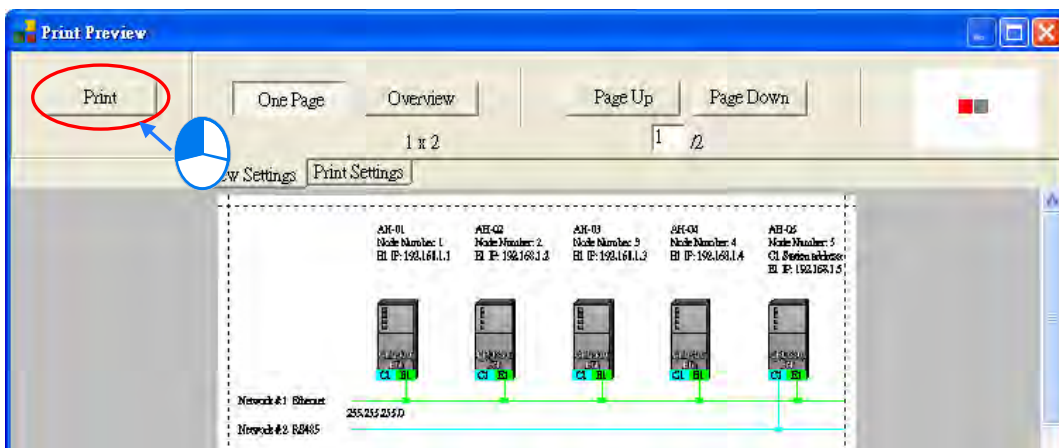 Print Preview
Print
One Page
Overview
Page Up
Page Down
1 x 2
1 /2
w Settings
Print Settings
AH-01
Node Number: 1
E1 IP: 192.168.1.1
AH-02
Node Number: 2
E1 IP: 192.168.1.2
AH-03
Node Number: 3
E1 IP: 192.168.1.3
AH-04
Node Number: 4
E1 IP: 192.168.1.4
AH-05
Node Number: 5
C1 Station address:
E1 IP: 192.168.1.5
C1 E1
C1 E1
C1 E1
C1 E1
C1 E1
Network #1 Ethernet
255.255.255.0
Network #2 RS485